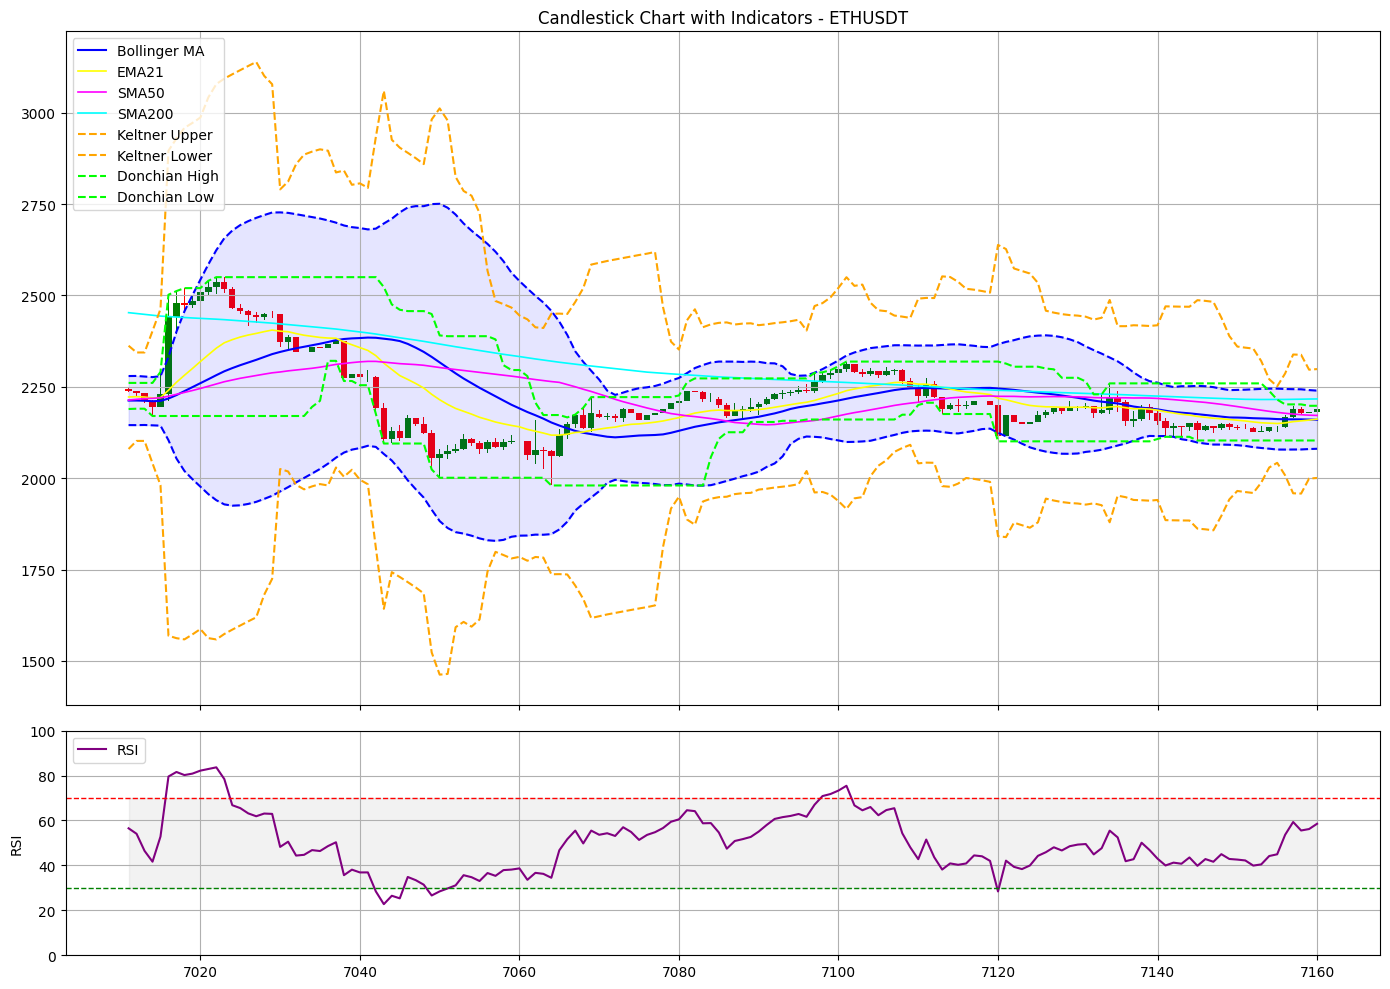 Candlestick Chart with Indicators - ETHUSDT
Bollinger MA
EMA21
SMA50
SMA200
Keltner Upper
Keltner Lower
Donchian High
Donchian Low
3000
2750
2500
2250
2000
1750
1500
RSI
100
80
60
40
20
0
RSI
7020 7040 7060 7080 7100 7120 7140 7160